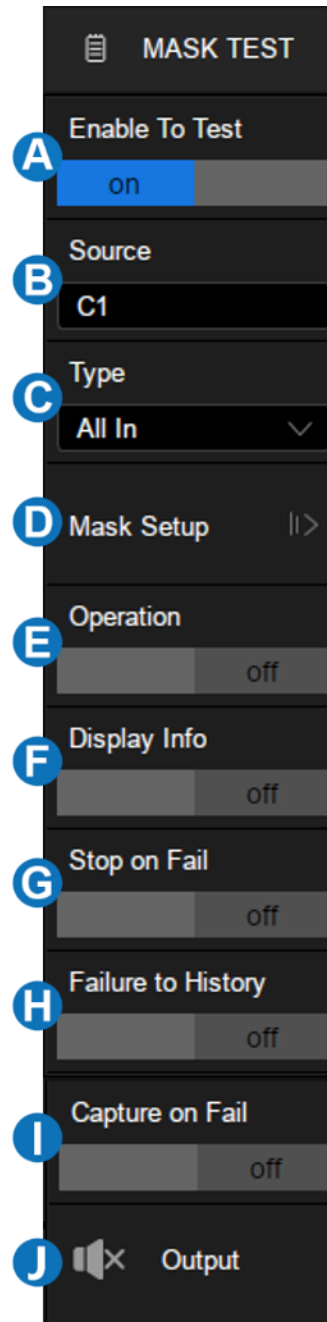 MASK TEST
A
Enable To Test
on
B
Source
C1
C
Type
All In
D
Mask Setup
E
Operation
off
F
Display Info
off
G
Stop on Fail
off
H
Failure to History
off
I
Capture on Fail
off
J
Output